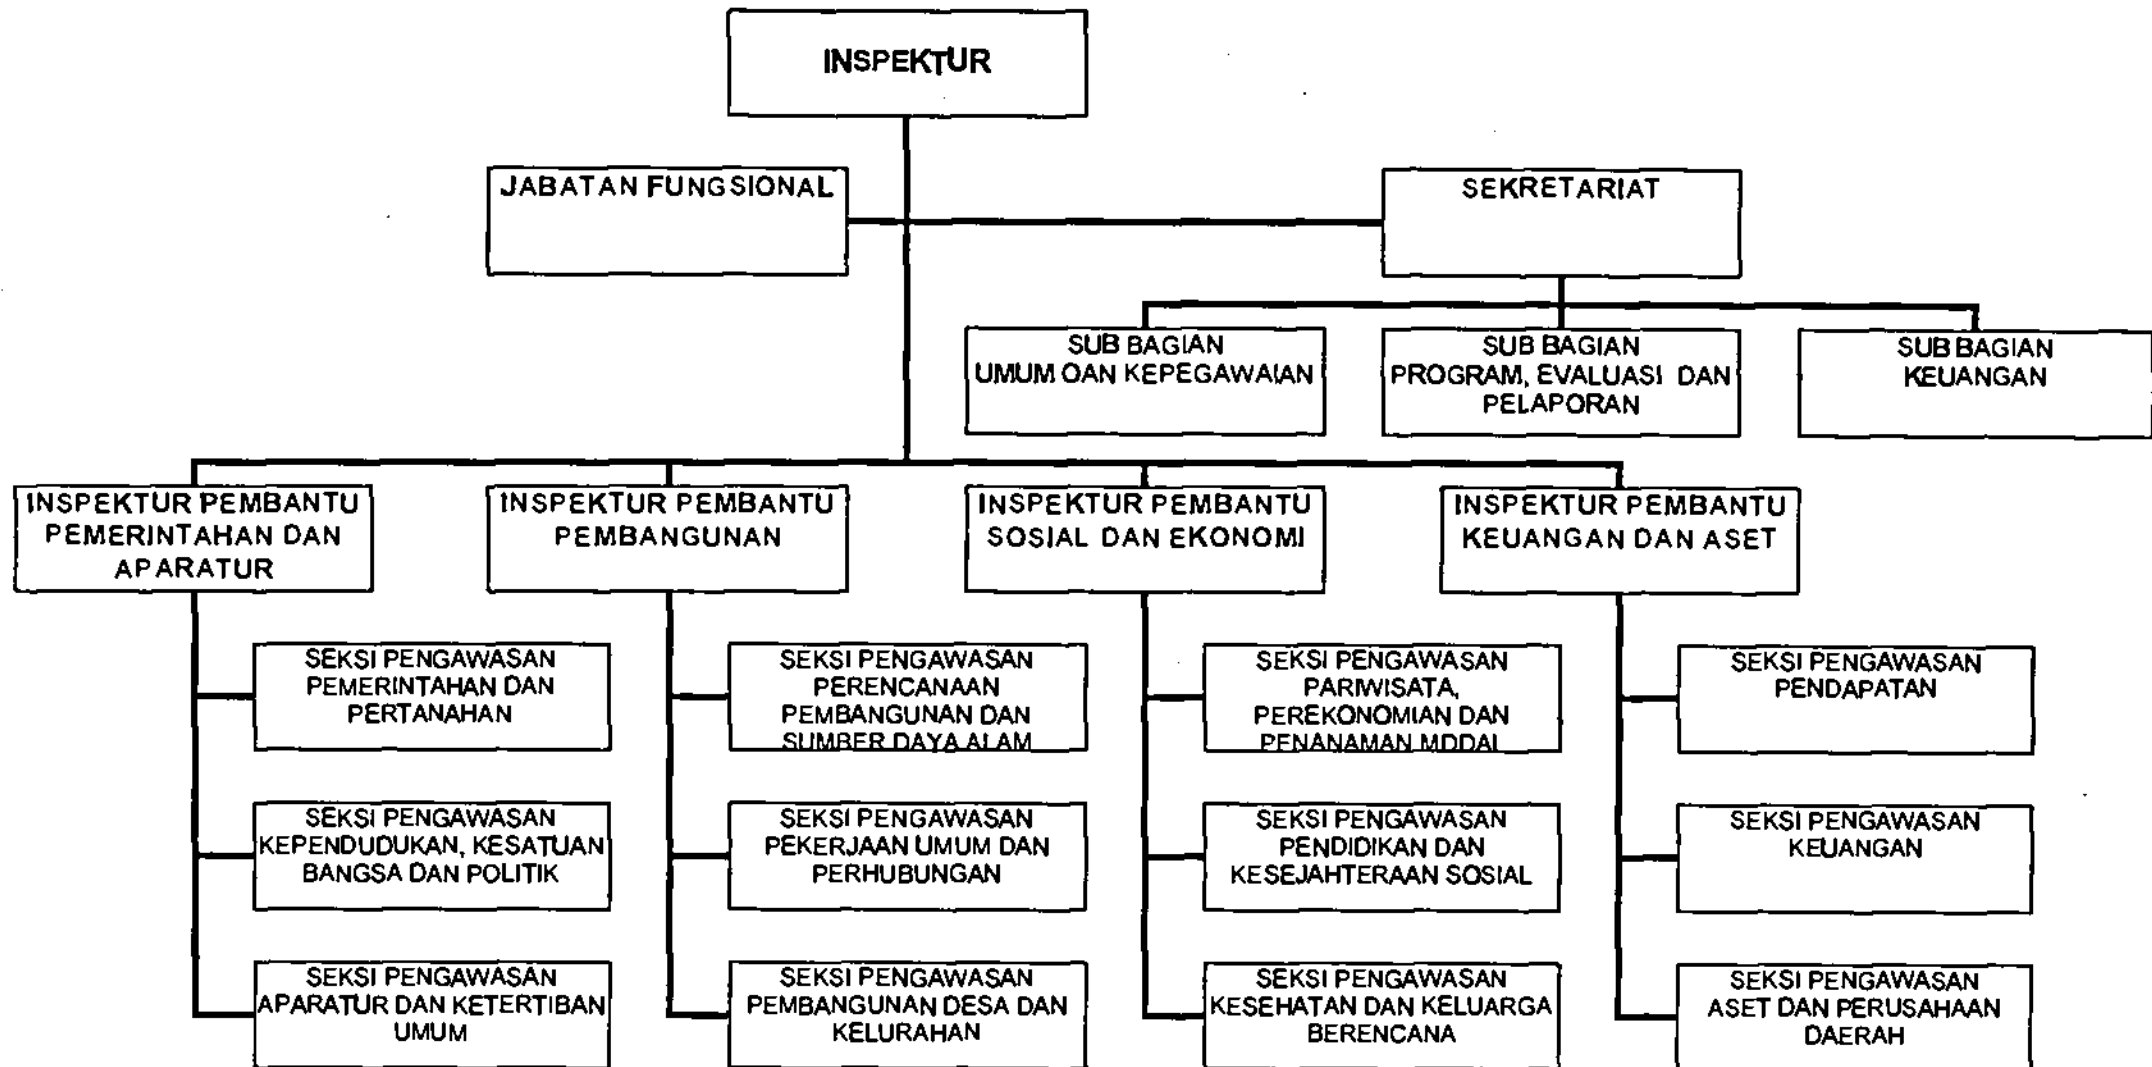 INSPEKTUR
JABATAN FUNGSIONAL
SEKRETARIAT
SUB BAGIAN
UMUM OAN KEPEGAWAIAN
SUB BAGIAN
PROGRAM, EVALUASI DAN
PELAPORAN
SUB BAGIAN
KEUANGAN
INSPEKTUR PEMBANTU
PEMERINTAHAN DAN
APARATUR
INSPEKTUR PEMBANTU
PEMBANGUNAN
INSPEKTUR PEMBANTU
SOSIAL DAN EKONOMI
INSPEKTUR PEMBANTU
KEUANGAN DAN ASET
SEKSI PENGAWASAN
PEMERINTAHAN DAN
PERTANAHAN
SEKSI PENGAWASAN
PERENCANAAN
PEMBANGUNAN DAN
SUMBER DAYA ALAM
SEKSI PENGAWASAN
PARIWISATA,
PEREKONOMIAN DAN
PENANAMAN MODAL
SEKSI PENGAWASAN
PENDAPATAN
SEKSI PENGAWASAN
KEPENDUDUKAN, KESATUAN
BANGSA DAN POLITIK
SEKSI PENGAWASAN
PEKERJAAN UMUM DAN
PERHUBUNGAN
SEKSI PENGAWASAN
PENDIDIKAN DAN
KESEJAHTERAAN SOSIAL
SEKSI PENGAWASAN
KEUANGAN
SEKSI PENGAWASAN
APARATUR DAN KETERTIBAN
UMUM
SEKSI PENGAWASAN
PEMBANGUNAN DESA DAN
KELURAHAN
SEKSI PENGAWASAN
KESEHATAN DAN KELUARGA
BERENCANA
SEKSI PENGAWASAN
ASET DAN PERUSAHAAN
DAERAH